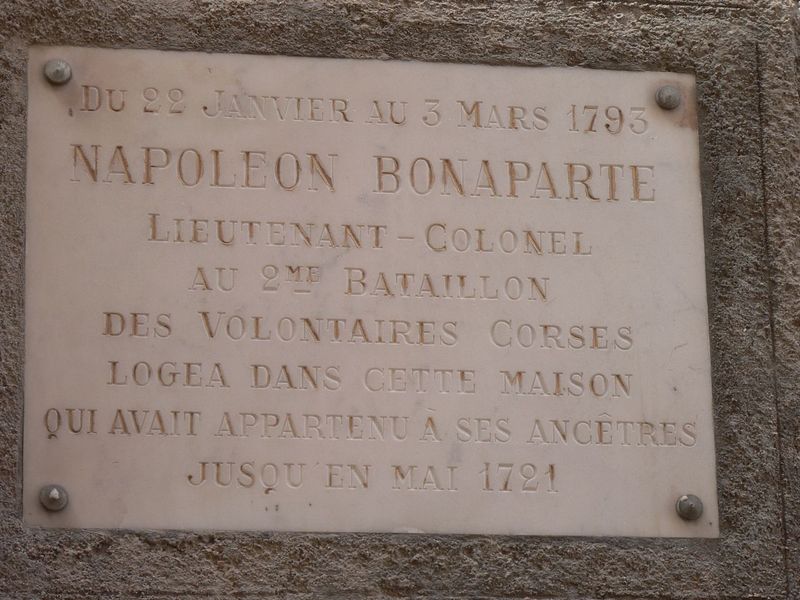 DU 22 JANVIER AU 3 MARS 1793
NAPOLEON BONAPARTE
LIEUTENANT-COLONEL
AU 2ME BATAILLON
DES VOLONTAIRES CORSES
LOGEA DANS CETTE MAISON
QUI AVAIT APPARTENU À SES ANCÊTRES
JUSQU'EN MAI 1721